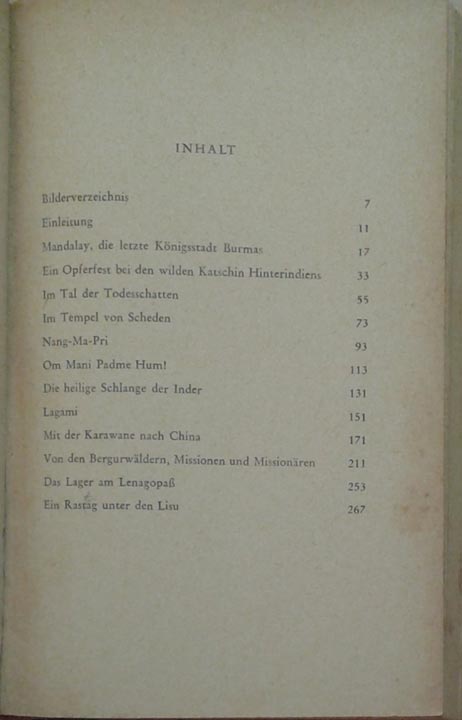 INHALT
Bilderverzeichnis 7
Einleitung 11
Mandalay, die letzte Königsstadt Burmas 17
Ein Opferfest bei den wilden Katschin Hinterindiens 33
Im Tal der Todesschatten 55
Im Tempel von Scheden 73
Nang-Ma-Pri 93
Om Mani Padme Hum! 113
Die heilige Schlange der Inder 131
Lagami 151
Mit der Karawane nach China 171
Von den Bergurwäldern, Missionen und Missionären 211
Das Lager am Lenagopaß 253
Ein Rastag unter den Lisu 267